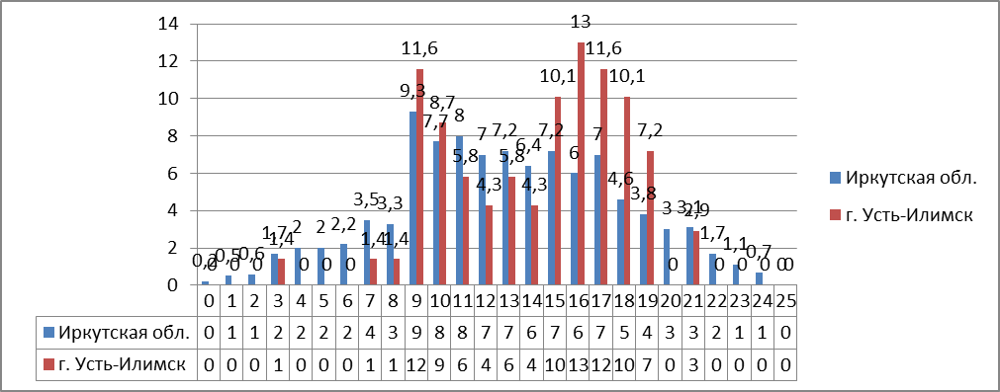 14
12
10
8
6
4
2
0
0,2 0,5 0,6 1,7 2 2 2,2 3,5 3,3 9,3 7,7 8 7 7,2 6,4 7,2 6 7 4,6 3,8 3 3,1 1,7 1,1 0,7 0
0 0 0 1,4 0 0 0 1,4 1,4 11,6 8,7 5,8 4,3 5,8 4,3 10,1 13 11,6 10,1 7,2 0 2,9 0 0 0 0
Иркутская обл.
г. Усть-Илимск
0 1 2 3 4 5 6 7 8 9 10 11 12 13 14 15 16 17 18 19 20 21 22 23 24 25
Иркутская обл. 0 1 1 2 2 2 2 4 3 9 8 8 7 7 6 7 6 7 5 4 3 3 2 1 1 0
г. Усть-Илимск 0 0 0 1 0 0 0 1 1 12 9 6 4 6 4 10 13 12 10 7 0 3 0 0 0 0